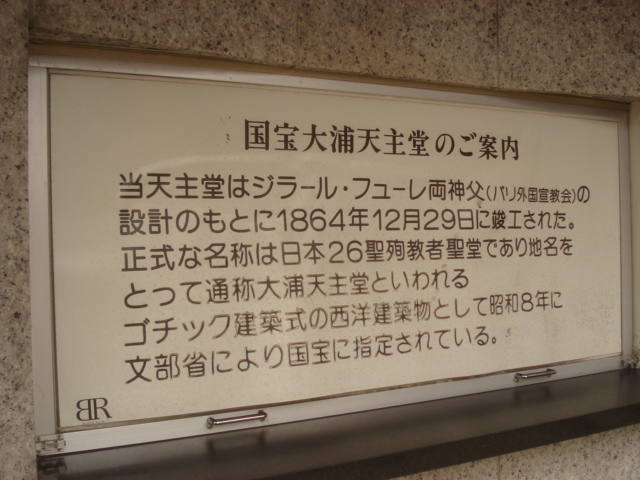 国宝大浦天主堂のご案内
当天主堂はジラール・フューレ両神父(パリ外国宣教会)の
設計のもとに1864年12月29日に竣工された。
正式な名称は日本26聖殉教者聖堂であり地名を
とって通称大浦天主堂といわれる
ゴチック建築式の西洋建築物として昭和8年に
文部省により国宝に指定されている。
BR